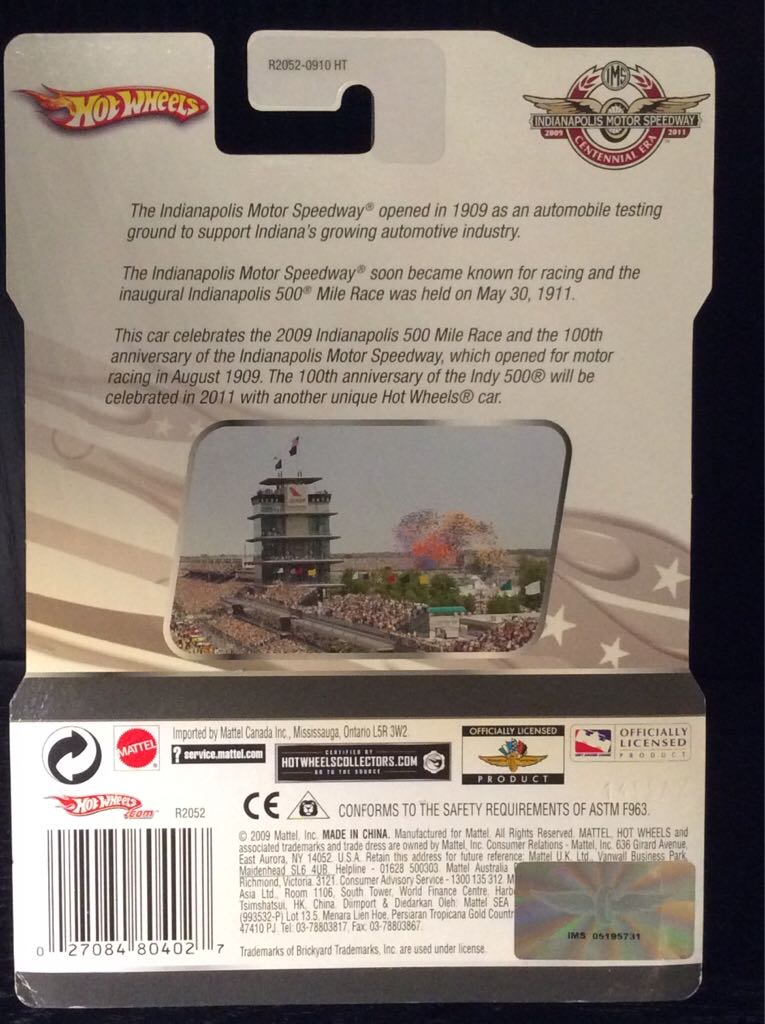 R2052-0910 HT
HOT WHEELS
IMS
INDIANAPOLIS MOTOR SPEEDWAY
2009 2011
CENTENNIAL ERA
The Indianapolis Motor Speedway® opened in 1909 as an automobile testing
ground to support Indiana's growing automotive industry.
The Indianapolis Motor Speedway® soon became known for racing and the
inaugural Indianapolis 500® Mile Race was held on May 30, 1911.
This car celebrates the 2009 Indianapolis 500 Mile Race and the 100th
anniversary of the Indianapolis Motor Speedway, which opened for motor
racing in August 1909. The 100th anniversary of the Indy 500® will be
celebrated in 2011 with another unique Hot Wheels® car.
MATTEL
Imported by Mattel Canada Inc., Mississauga, Ontario L5R 3W2.
? service.mattel.com
CERTIFIED BY
HOTWHEELSCOLLECTORS.COM
GO TO THE SOURCE
OFFICIALLY LICENSED
PRODUCT
OFFICIALLY
LICENSED
PRODUCT
HOT WHEELS
.com
R2052
CE CONFORMS TO THE SAFETY REQUIREMENTS OF ASTM F963.
© 2009 Mattel, Inc. MADE IN CHINA. Manufactured for Mattel. All Rights Reserved. MATTEL, HOT WHEELS and
associated trademarks and trade dress are owned by Mattel, Inc. Consumer Relations - Mattel, Inc. 636 Girard Avenue,
East Aurora, NY 14052. U.S.A. Retain this address for future reference: Mattel U.K. Ltd., Vanwall Business Park,
Maidenhead SL6 4UB. Helpline - 01628 500303. Mattel Australia
Richmond, Victoria. 3121. Consumer Advisory Service - 1300 135 312. M
Asia Ltd., Room 1106, South Tower, World Finance Centre, Harb
Tsimshatsui, HK, China. Diimport & Diedarkan Oleh: Mattel SEA
(993532-P) Lot 13.5, Menara Lien Hoe, Persiaran Tropicana Gold Countr
47410 PJ. Tel: 03-78803817, Fax: 03-78803867.
Trademarks of Brickyard Trademarks, Inc. are used under license.
0 27084 80402 7
IMS 05195731